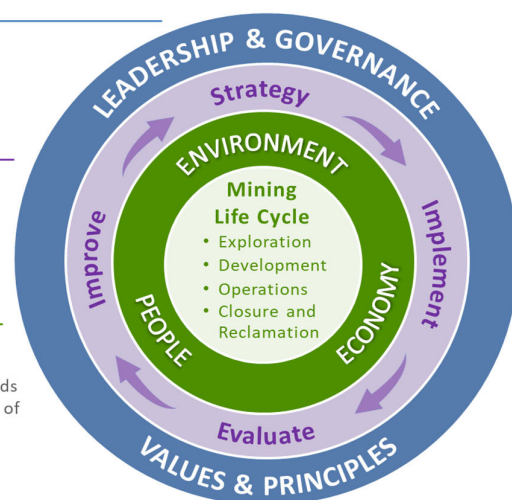 LEADERSHIP & GOVERNANCE
Strategy
ENVIRONMENT
Mining
Life Cycle
• Exploration
• Development
• Operations
• Closure and
Reclamation
Improve
Implement
PEOPLE
ECONOMY
ds
of
Evaluate
VALUES & PRINCIPLES